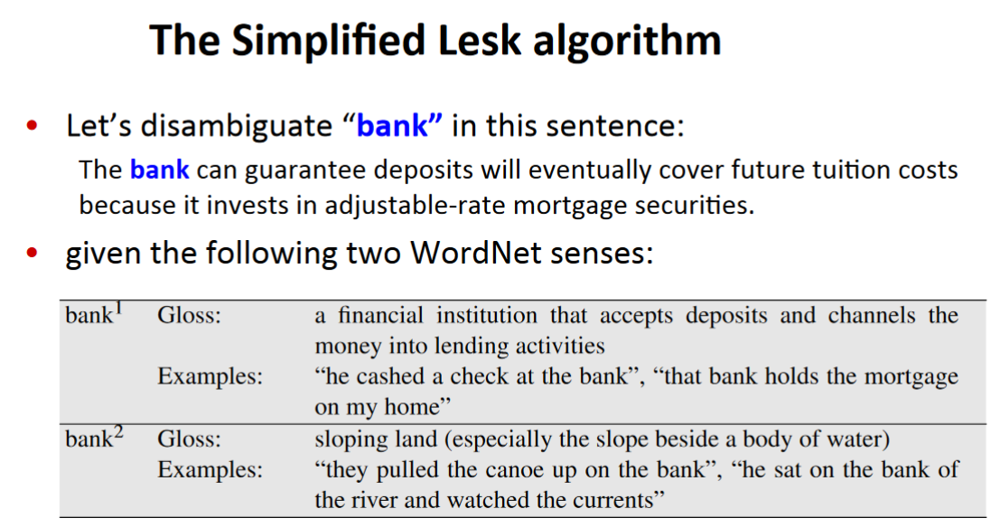 The Simplified Lesk algorithm
• Let’s disambiguate “bank” in this sentence:
The bank can guarantee deposits will eventually cover future tuition costs
because it invests in adjustable-rate mortgage securities.
• given the following two WordNet senses:
bank¹ Gloss: a financial institution that accepts deposits and channels the
money into lending activities
Examples: “he cashed a check at the bank”, “that bank holds the mortgage
on my home”
bank² Gloss: sloping land (especially the slope beside a body of water)
Examples: “they pulled the canoe up on the bank”, “he sat on the bank of
the river and watched the currents”